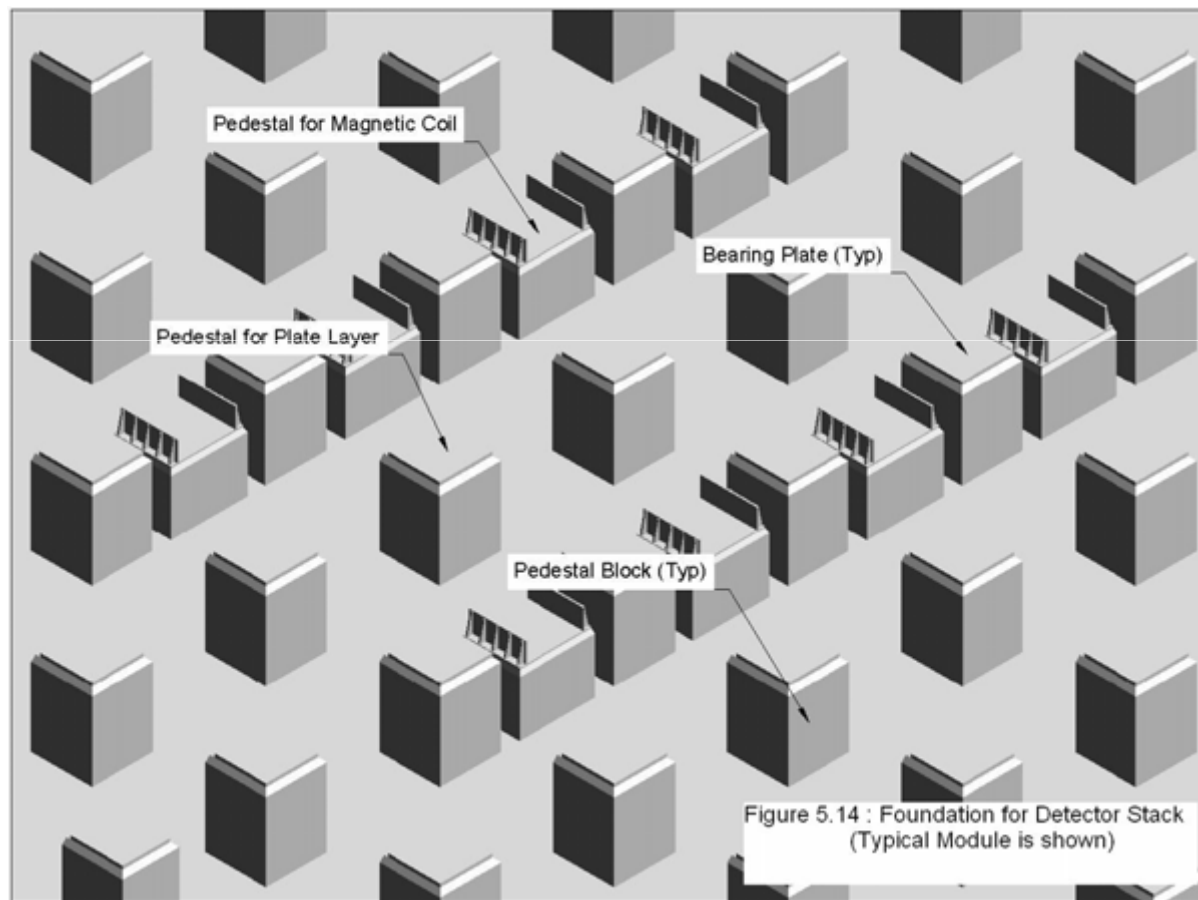 Pedestal for Magnetic Coil
Bearing Plate (Typ)
Pedestal for Plate Layer
Pedestal Block (Typ)
Figure 5.14 : Foundation for Detector Stack
(Typical Module is shown)